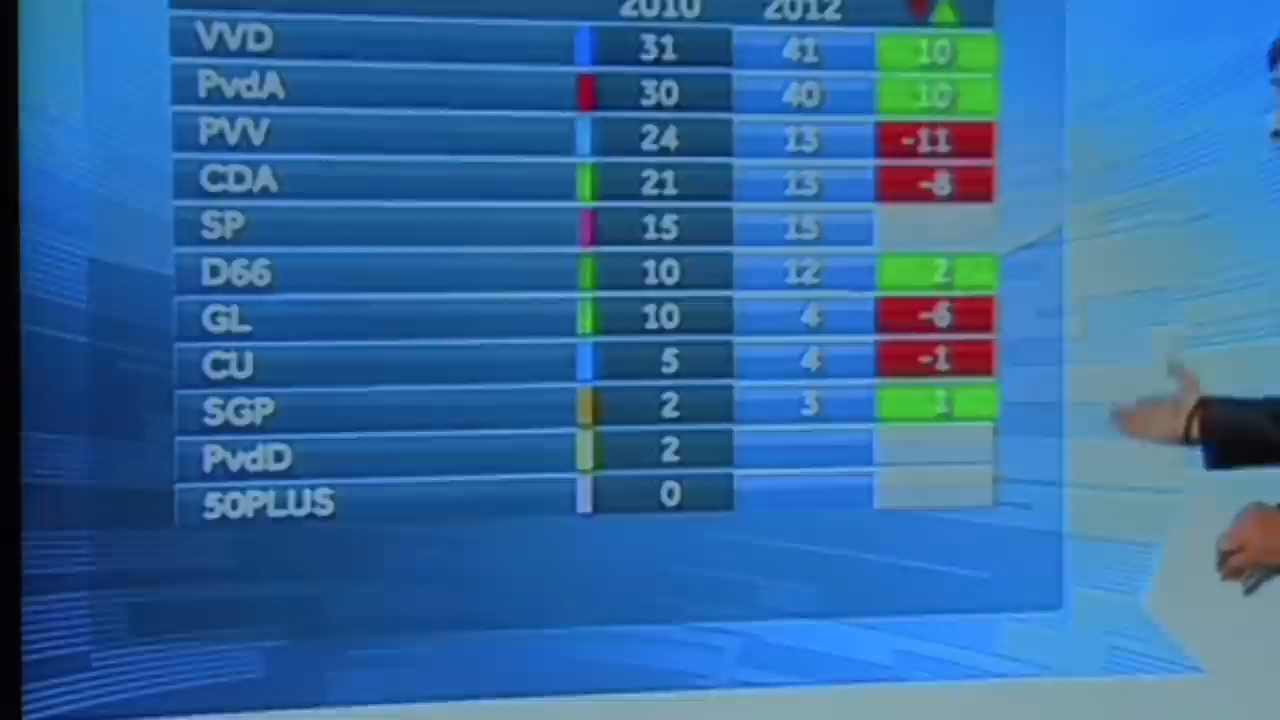 2010 2012
VVD 31 41 10
PvdA 30 40 10
PVV 24 13 -11
CDA 21 13 -8
SP 15 15
D66 10 12 2
GL 10 4 -6
CU 5 4 -1
SGP 2 3 1
PvdD 2
50PLUS 0